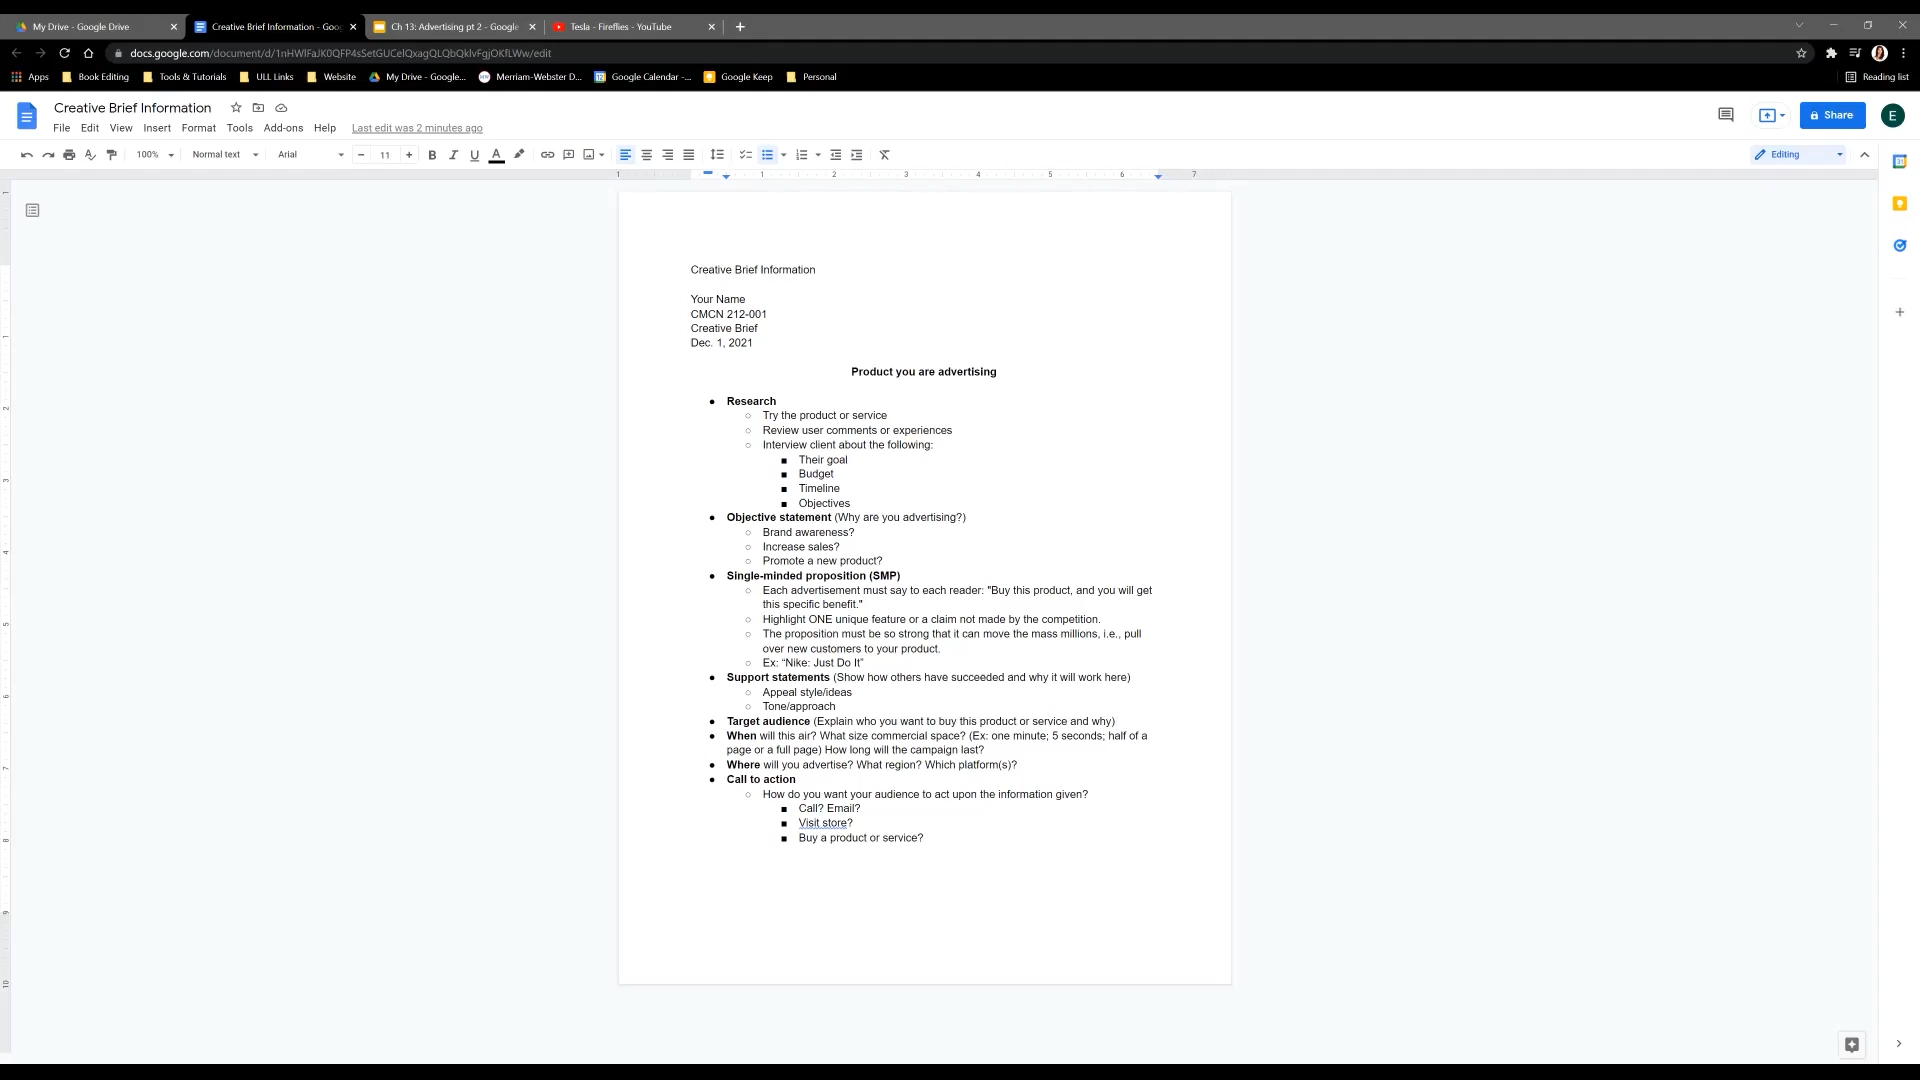 My Drive - Google Drive
Creative Brief Information - Goo
Ch 13: Advertising pt 2 - Google
Tesla - Fireflies - YouTube
docs.google.com/document/d/
Apps
Book Editing
Tools & Tutorials
ULL Links
Website
My Drive - Google...
Merriam-Webster D...
Google Calendar -...
Google Keep
Personal
Reading list
Creative Brief Information
File Edit View Insert Format Tools Add-ons Help Last edit was 2 minutes ago
Share
E
100% Normal text Arial 11 B I U A
Editing
1 1 2 3 4 5 6 7
Creative Brief Information
Your Name
CMCN 212-001
Creative Brief
Dec. 1, 2021
Product you are advertising
● Research
○ Try the product or service
○ Review user comments or experiences
○ Interview client about the following:
■ Their goal
■ Budget
■ Timeline
■ Objectives
● Objective statement (Why are you advertising?)
○ Brand awareness?
○ Increase sales?
○ Promote a new product?
● Single-minded proposition (SMP)
○ Each advertisement must say to each reader: "Buy this product, and you will get
this specific benefit."
○ Highlight ONE unique feature or a claim not made by the competition.
○ The proposition must be so strong that it can move the mass millions, i.e., pull
over new customers to your product.
○ Ex: “Nike: Just Do It”
● Support statements (Show how others have succeeded and why it will work here)
○ Appeal style/ideas
○ Tone/approach
● Target audience (Explain who you want to buy this product or service and why)
● When will this air? What size commercial space? (Ex: one minute; 5 seconds; half of a
page or a full page) How long will the campaign last?
● Where will you advertise? What region? Which platform(s)?
● Call to action
○ How do you want your audience to act upon the information given?
■ Call? Email?
■ Visit store?
■ Buy a product or service?